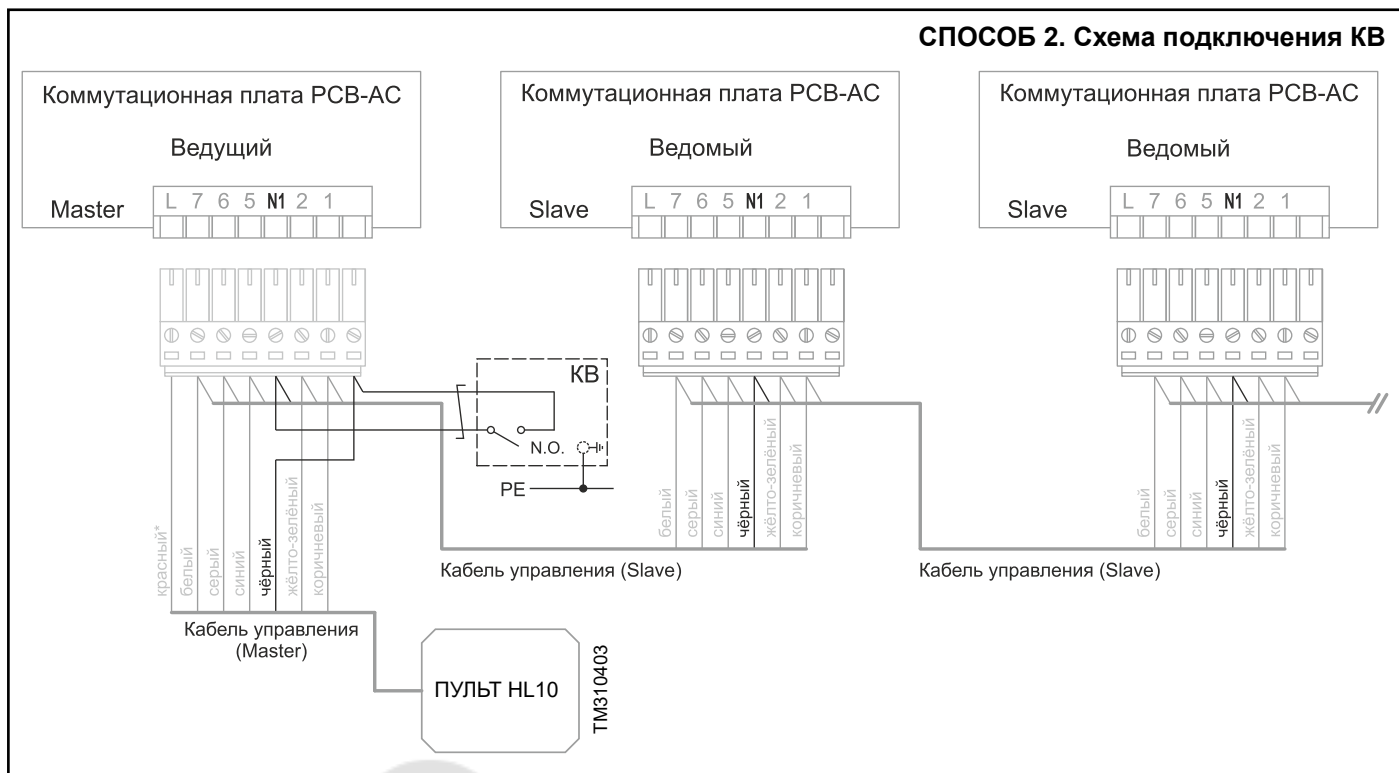 СПОСОБ 2. Схема подключения КВ
Коммутационная плата PCB-AC
Ведущий
Master
L 7 6 5 N1 2 1
Коммутационная плата PCB-AC
Ведомый
Slave
L 7 6 5 N1 2 1
Коммутационная плата PCB-AC
Ведомый
Slave
L 7 6 5 N1 2 1
КВ
N.O.
PE
красный*
белый
серый
синий
чёрный
жёлто-зелёный
коричневый
белый
серый
синий
чёрный
жёлто-зелёный
коричневый
белый
серый
синий
чёрный
жёлто-зелёный
коричневый
Кабель управления (Slave)
Кабель управления (Slave)
Кабель управления
(Master)
ПУЛЬТ HL10
TM310403